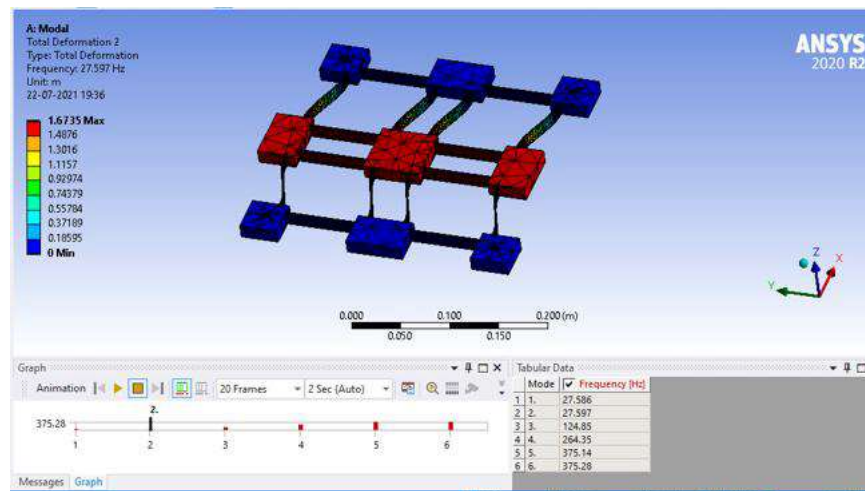 A: Modal
Total Deformation 2
Type: Total Deformation
Frequency: 27.597 Hz
Unit: m
22-07-2021 19:36
1.6735 Max
1.4876
1.3016
1.1157
0.92974
0.74379
0.55784
0.37189
0.18595
0 Min
ANSYS
2020 R2
Z
X
Y
0.000 0.100 0.200 (m)
0.050 0.150
Graph
Animation 20 Frames 2 Sec (Auto)
2.
375.28
1 2 3 4 5 6
Messages Graph
Tabular Data
Mode Frequency [Hz]
1 1. 27.586
2 2. 27.597
3 3. 124.85
4 4. 264.35
5 5. 375.14
6 6. 375.28